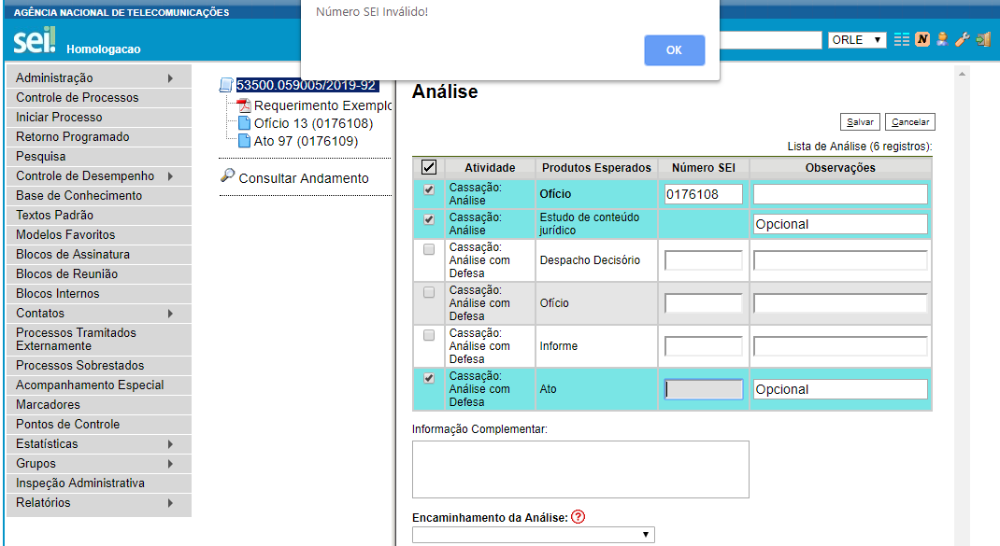 AGÊNCIA NACIONAL DE TELECOMUNICAÇÕES
Número SEI Inválido!
OK
sei! Homologacao
ORLE
N
Administração
Controle de Processos
Iniciar Processo
Retorno Programado
Pesquisa
Controle de Desempenho
Base de Conhecimento
Textos Padrão
Modelos Favoritos
Blocos de Assinatura
Blocos de Reunião
Blocos Internos
Contatos
Processos Tramitados
Externamente
Processos Sobrestados
Acompanhamento Especial
Marcadores
Pontos de Controle
Estatísticas
Grupos
Inspeção Administrativa
Relatórios
53500.059005/2019-92
Requerimento Exemplo
Ofício 13 (0176108)
Ato 97 (0176109)
Consultar Andamento
Análise
Salvar Cancelar
Lista de Análise (6 registros):
Atividade Produtos Esperados Número SEI Observações
Cassação:
Análise
Ofício
0176108
Cassação:
Análise
Estudo de conteúdo
jurídico
Opcional
Cassação:
Análise com
Defesa
Despacho Decisório
Cassação:
Análise com
Defesa
Ofício
Cassação:
Análise com
Defesa
Informe
Cassação:
Análise com
Defesa
Ato
Opcional
Informação Complementar:
Encaminhamento da Análise: ?